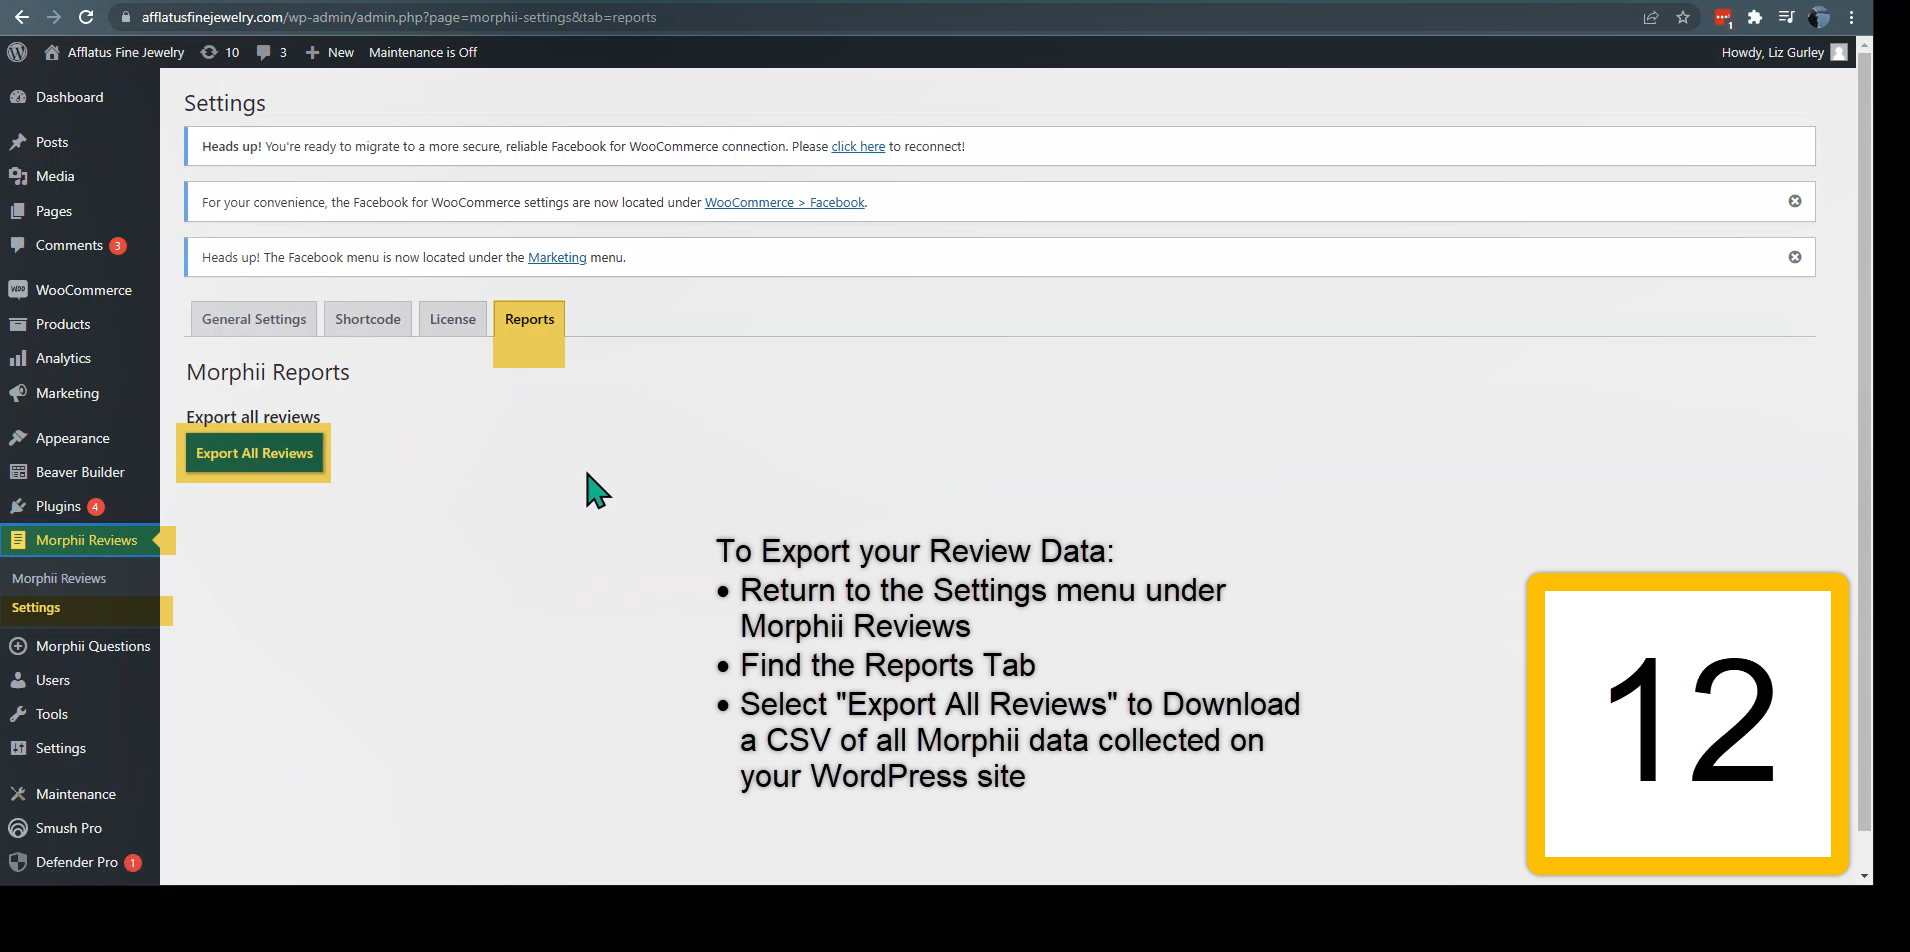 afflatusfinejewelry.com/wp-admin/admin.php?page=morphii-settings&tab=reports
1
Afflatus Fine Jewelry 10 3 New Maintenance is Off Howdy, Liz Gurley
Dashboard
Posts
Media
Pages
Comments 3
WooCommerce
Products
Analytics
Marketing
Appearance
Beaver Builder
Plugins 4
Morphii Reviews
Morphii Reviews
Settings
Morphii Questions
Users
Tools
Settings
Maintenance
Smush Pro
Defender Pro 1
Settings
Heads up! You're ready to migrate to a more secure, reliable Facebook for WooCommerce connection. Please click here to reconnect!
For your convenience, the Facebook for WooCommerce settings are now located under WooCommerce > Facebook.
Heads up! The Facebook menu is now located under the Marketing menu.
General Settings Shortcode License Reports
Morphii Reports
Export all reviews
Export All Reviews
To Export your Review Data:
• Return to the Settings menu under
Morphii Reviews
• Find the Reports Tab
• Select "Export All Reviews" to Download
a CSV of all Morphii data collected on
your WordPress site
12